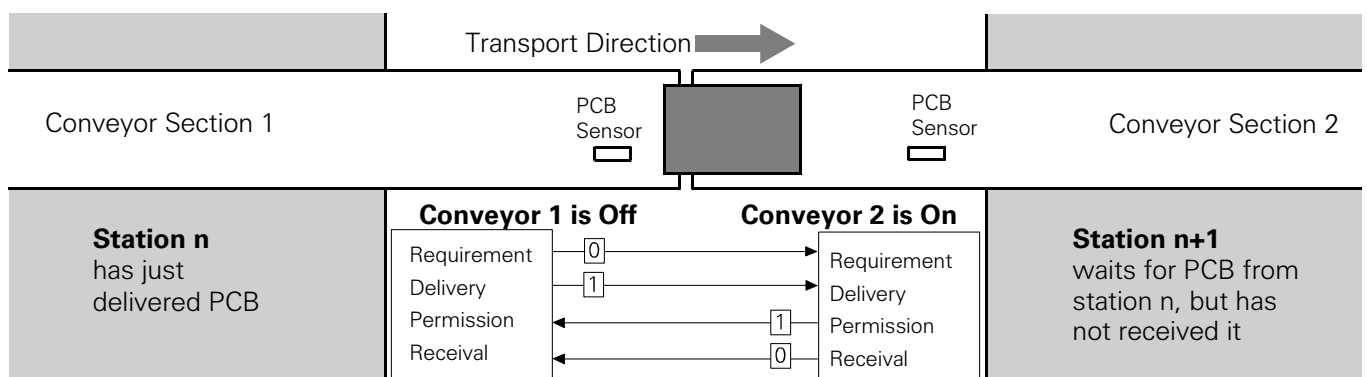 Transport Direction
Conveyor Section 1
PCB
Sensor
PCB
Sensor
Conveyor Section 2
Station n
has just
delivered PCB
Conveyor 1 is Off
Requirement
Delivery
Permission
Receival
0
1
1
0
Conveyor 2 is On
Requirement
Delivery
Permission
Receival
Station n+1
waits for PCB from
station n, but has
not received it